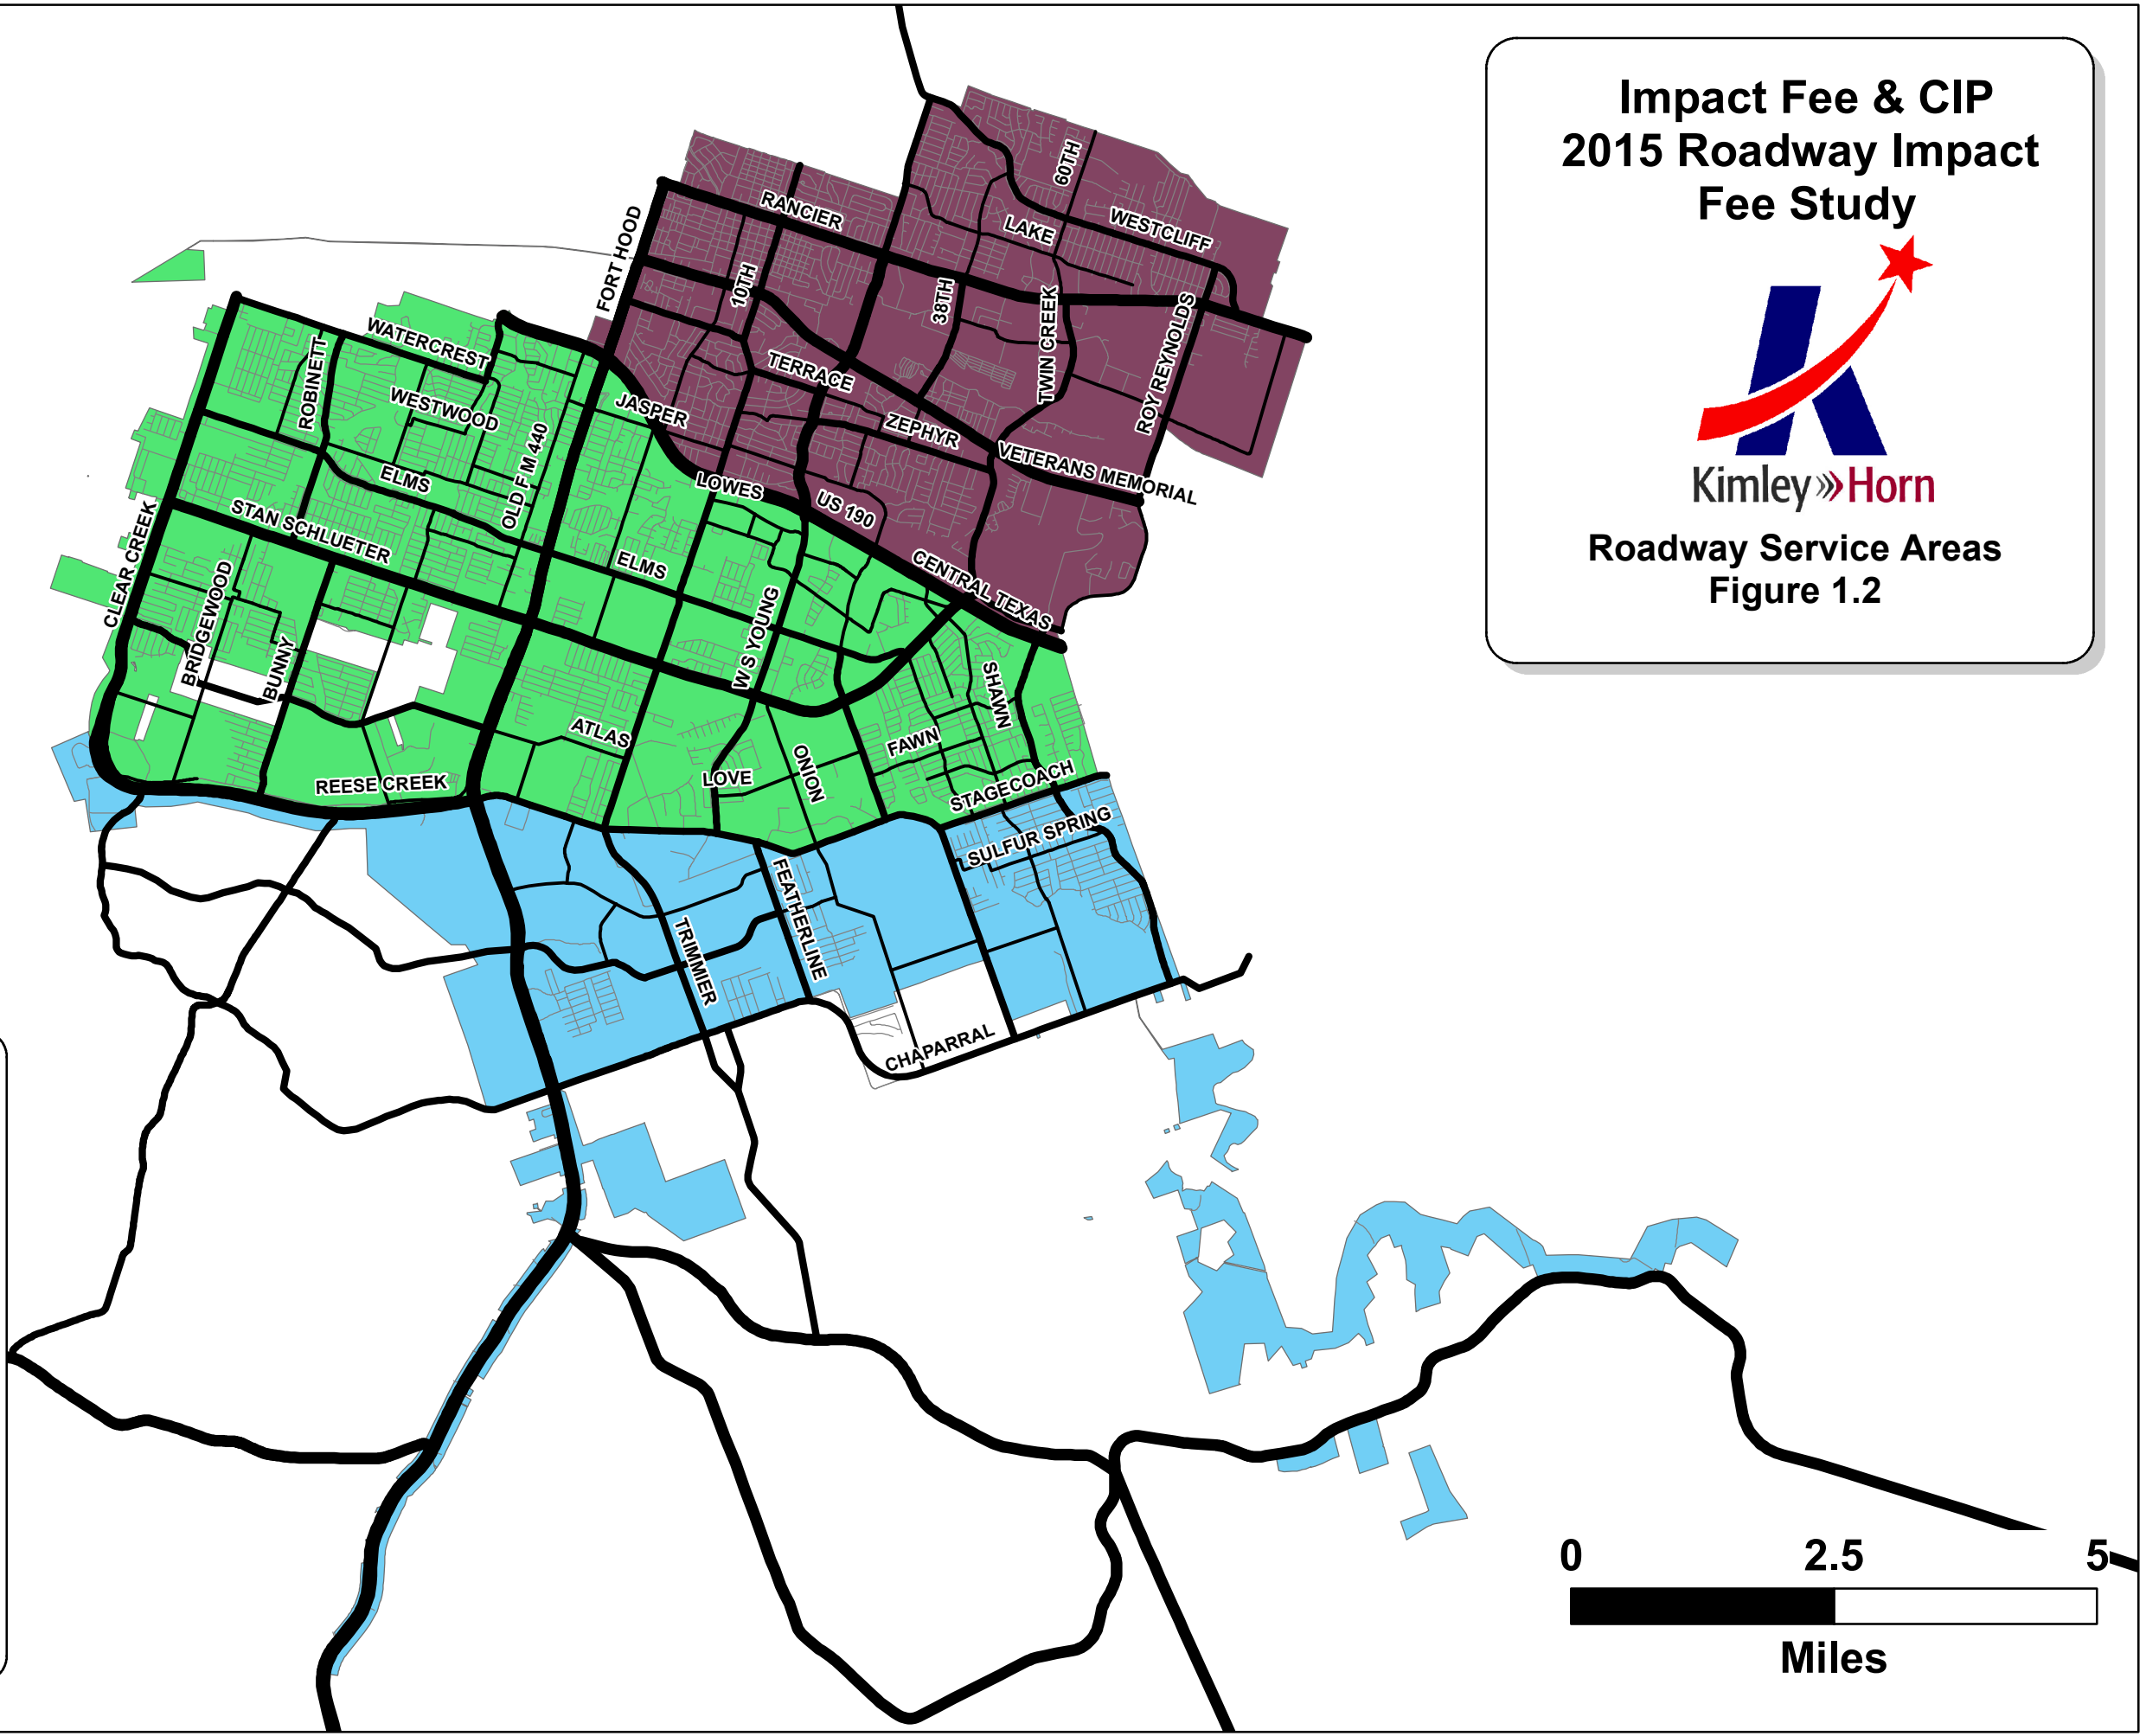 Impact Fee & CIP
2015 Roadway Impact
Fee Study
Kimley»Horn
Roadway Service Areas
Figure 1.2
60TH
RANCIER
WESTCLIFF
LAKE
FORT HOOD
10TH
38TH
TWIN CREEK
ROY REYNOLDS
WATERCREST
ROBINETT
TERRACE
WESTWOOD
JASPER
ZEPHYR
OLD F M 440
VETERANS MEMORIAL
ELMS
LOWES
US 190
STAN SCHLUETER
CLEAR CREEK
ELMS
CENTRAL TEXAS
BRIDGEWOOD
W S YOUNG
BUNNY
SHAWN
ATLAS
FAWN
ONION
LOVE
REESE CREEK
STAGECOACH
SULFUR SPRING
FEATHERLINE
TRIMMIER
CHAPARRAL
0 2.5 5
Miles